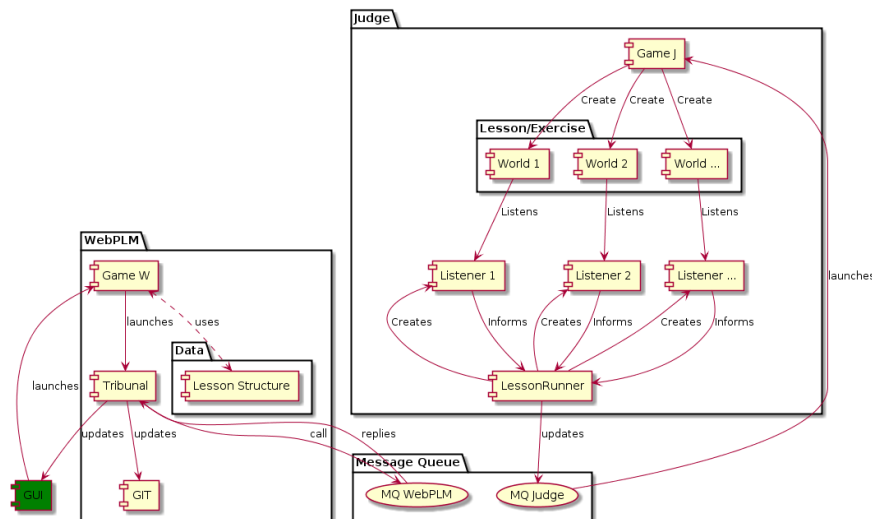 Judge
Game J
Create
Create
Create
Lesson/Exercise
World 1
World 2
World ...
Listens
Listens
Listens
WebPLM
Game W
Listener 1
Listener 2
Listener ...
launches
launches
uses
Creates
Informs
Creates
Informs
Creates
Informs
Data
Tribunal
Lesson Structure
LessonRunner
launches
updates
updates
call
replies
updates
Message Queue
GUI
GIT
MQ WebPLM
MQ Judge